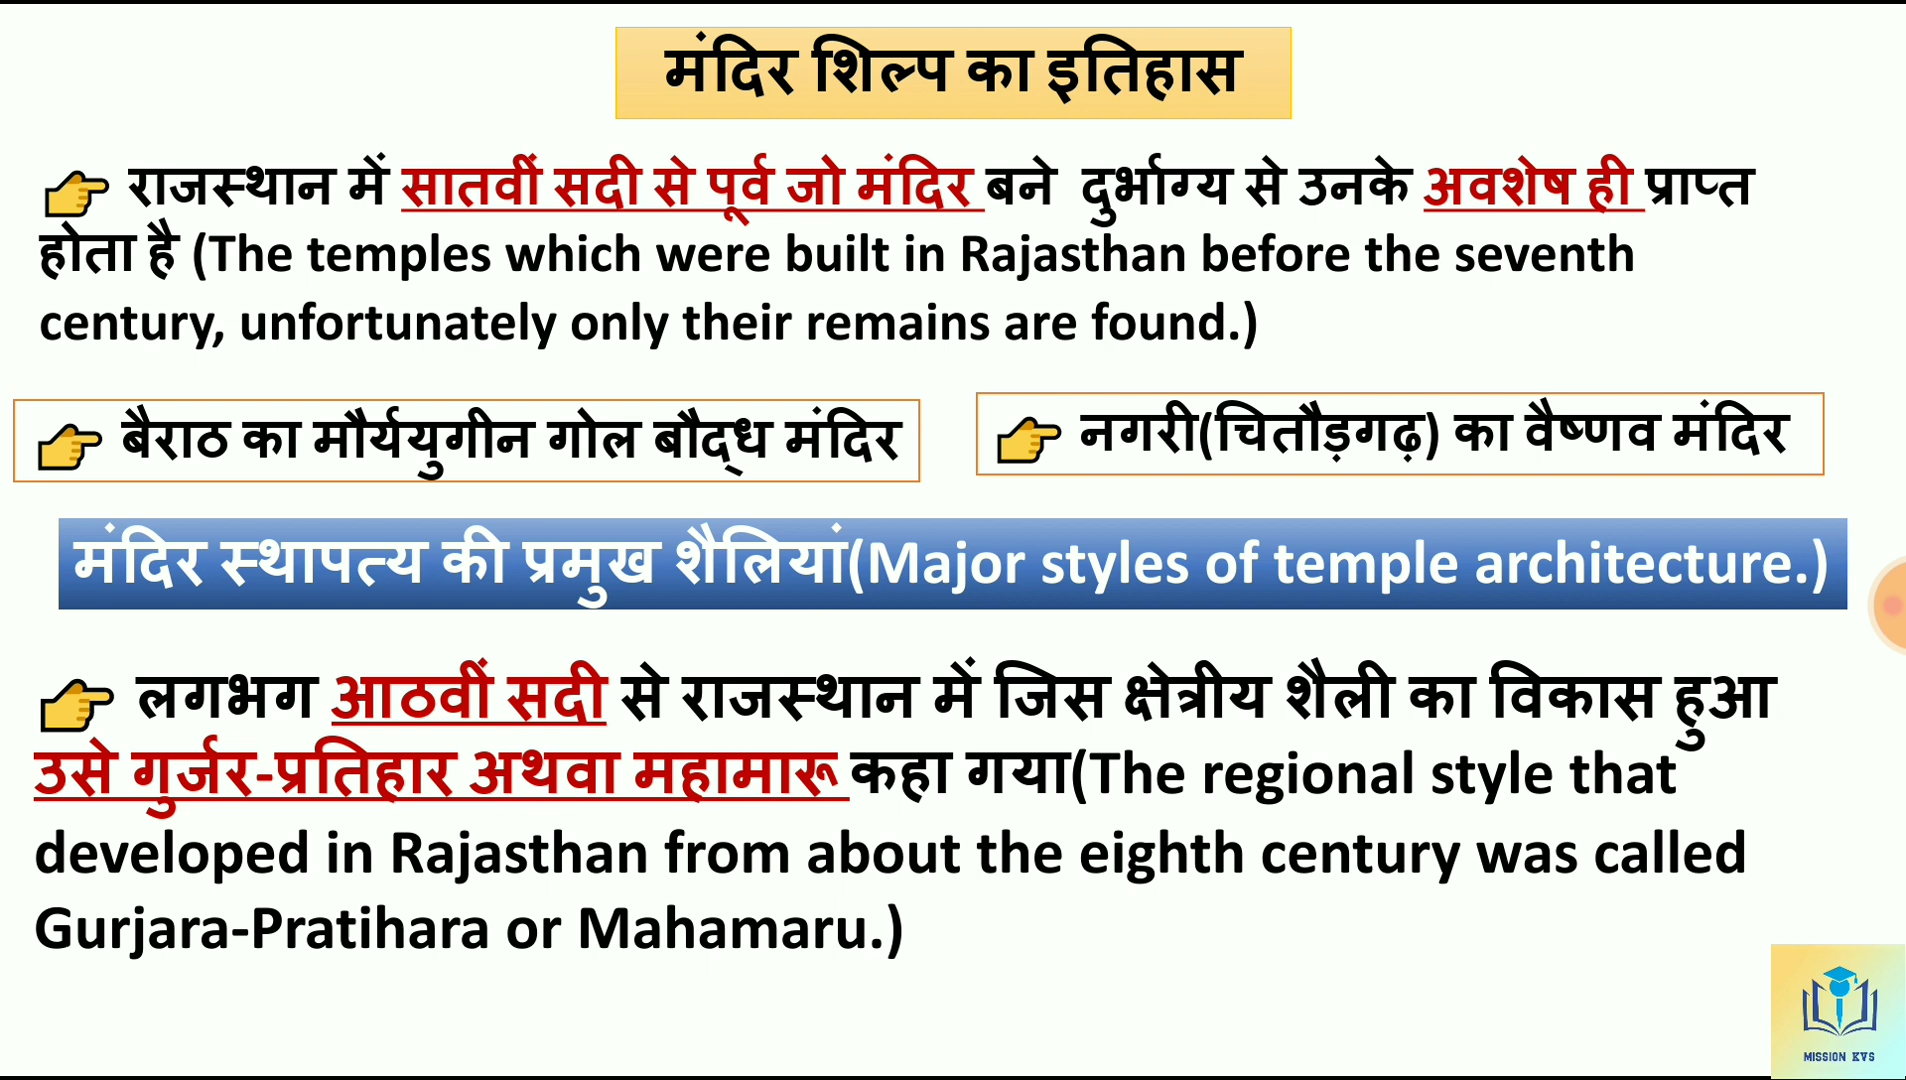 मंदिर शिल्प का इतिहास
👉 राजस्थान में सातवीं सदी से पूर्व जो मंदिर बने दुर्भाग्य से उनके अवशेष ही प्राप्त
होता है (The temples which were built in Rajasthan before the seventh
century, unfortunately only their remains are found.)
👉 बैराठ का मौर्ययुगीन गोल बौद्ध मंदिर
👉 नगरी(चितौड़गढ़) का वैष्णव मंदिर
मंदिर स्थापत्य की प्रमुख शैलियां(Major styles of temple architecture.)
👉 लगभग आठवीं सदी से राजस्थान में जिस क्षेत्रीय शैली का विकास हुआ
उसे गुर्जर-प्रतिहार अथवा महामारू कहा गया(The regional style that
developed in Rajasthan from about the eighth century was called
Gurjara-Pratihara or Mahamaru.)
MISSION KVS